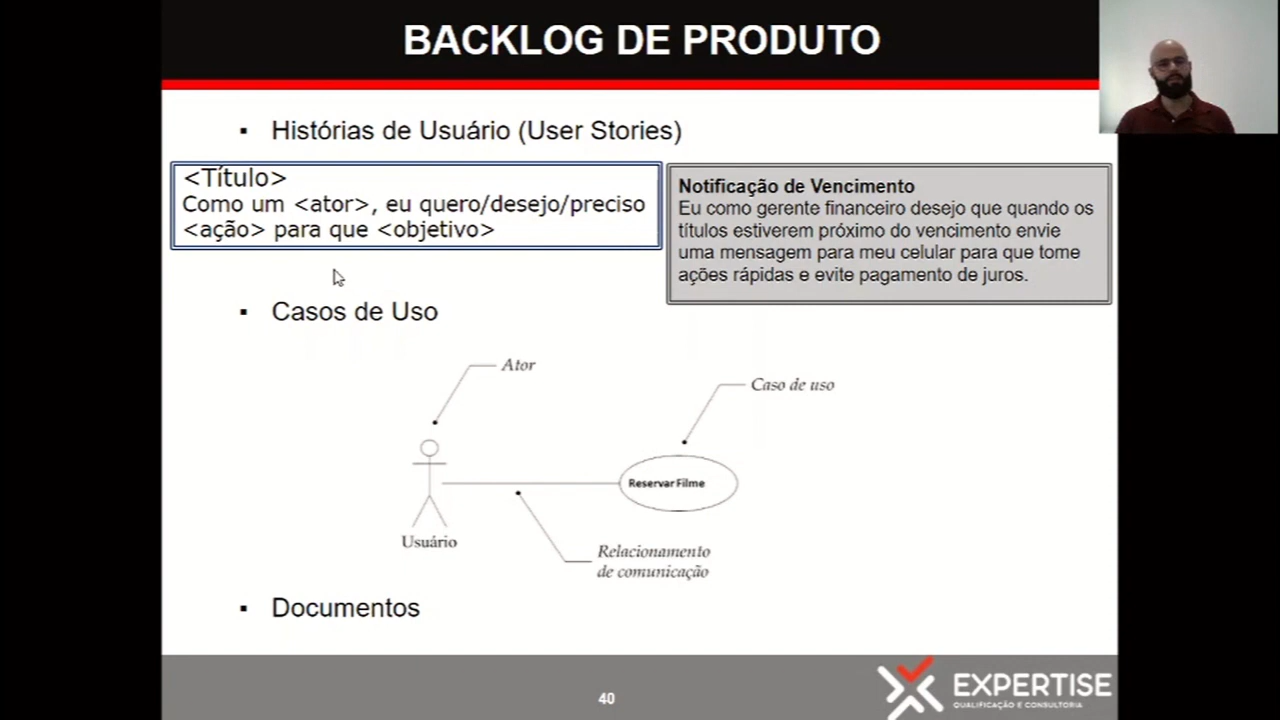 BACKLOG DE PRODUTO
▪ Histórias de Usuário (User Stories)
<Título>
Como um <ator>, eu quero/desejo/preciso
<ação> para que <objetivo>
Notificação de Vencimento
Eu como gerente financeiro desejo que quando os
títulos estiverem próximo do vencimento envie
uma mensagem para meu celular para que tome
ações rápidas e evite pagamento de juros.
▪ Casos de Uso
Ator
Caso de uso
Reservar Filme
Usuário
Relacionamento
de comunicação
▪ Documentos
40
EXPERTISE
QUALIFICAÇÃO E CONSULTORIA